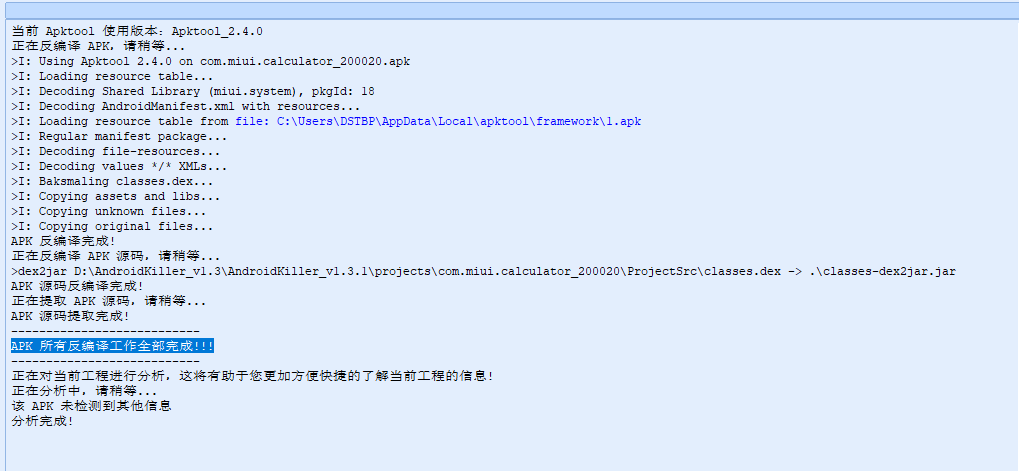 当前 Apktool 使用版本：Apktool_2.4.0
正在反编译 APK，请稍等...
>I: Using Apktool 2.4.0 on com.miui.calculator_200020.apk
>I: Loading resource table...
>I: Decoding Shared Library (miui.system), pkgId: 18
>I: Decoding AndroidManifest.xml with resources...
>I: Loading resource table from file: C:\Users\DSTBP\AppData\Local\apktool\framework\1.apk
>I: Regular manifest package...
>I: Decoding file-resources...
>I: Decoding values */* XMLs...
>I: Baksmaling classes.dex...
>I: Copying assets and libs...
>I: Copying unknown files...
>I: Copying original files...
APK 反编译完成!
正在反编译 APK 源码，请稍等...
>dex2jar D:\AndroidKiller_v1.3\AndroidKiller_v1.3.1\projects\com.miui.calculator_200020\ProjectSrc\classes.dex -> .\classes-dex2jar.jar
APK 源码反编译完成!
正在提取 APK 源码，请稍等...
APK 源码提取完成!
---------------------------
APK 所有反编译工作全部完成!!!
---------------------------
正在对当前工程进行分析，这将有助于您更加方便快捷的了解当前工程的信息!
正在分析中，请稍等...
该 APK 未检测到其他信息
分析完成!